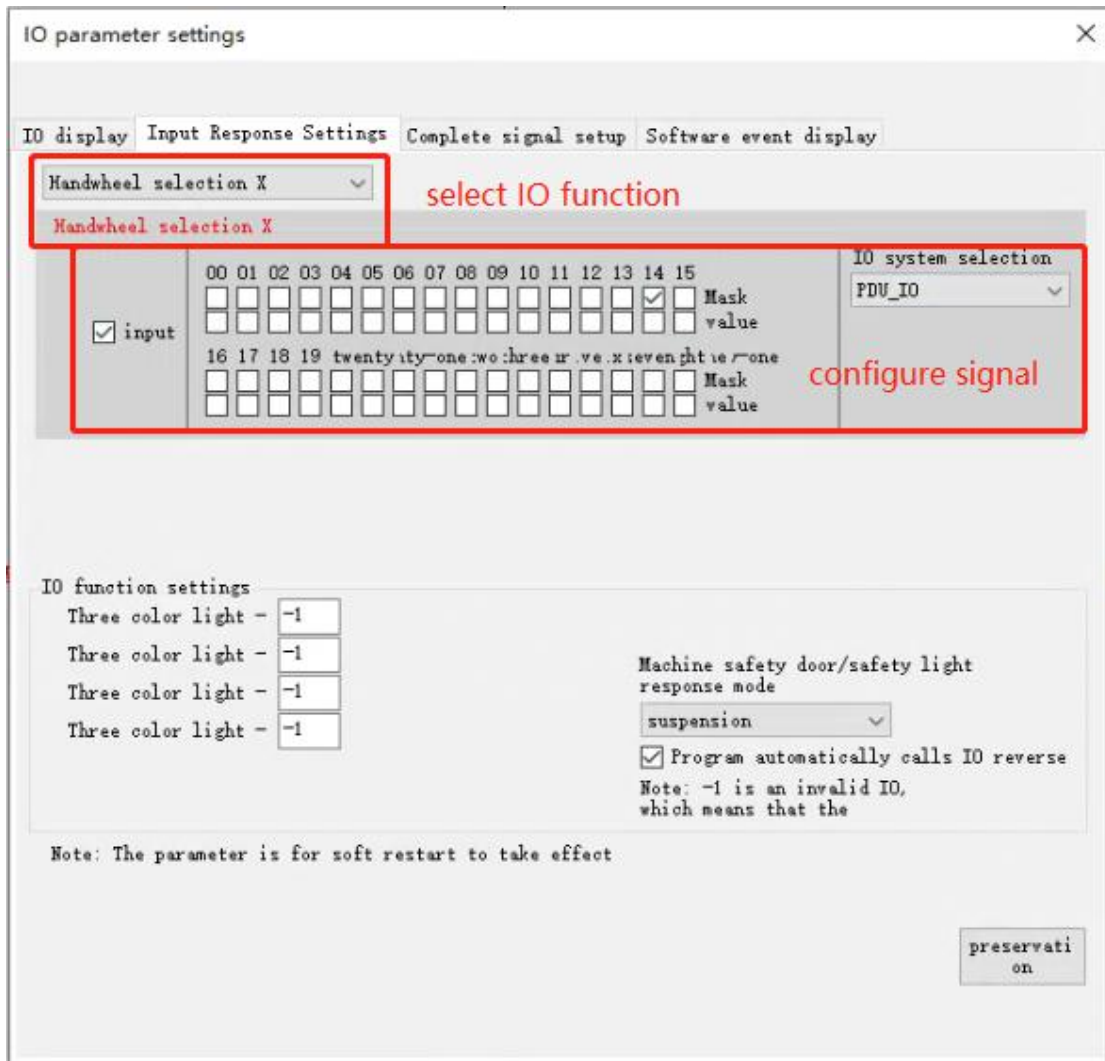 IO parameter settings
IO display Input Response Settings Complete signal setup Software event display
Handwheel selection X
select IO function
Handwheel selection X
IO system selection
00 01 02 03 04 05 06 07 08 09 10 11 12 13 14 15
Mask
PDU_IO
value
input
16 17 18 19 twenty
Mask
configure signal
value
IO function settings
Three color light - -1
Three color light - -1
Three color light - -1
Three color light - -1
Machine safety door/safety light
response mode
suspension
Program automatically calls IO reverse
Note: -1 is an invalid IO,
which means that the
Note: The parameter is for soft restart to take effect
preservati
on